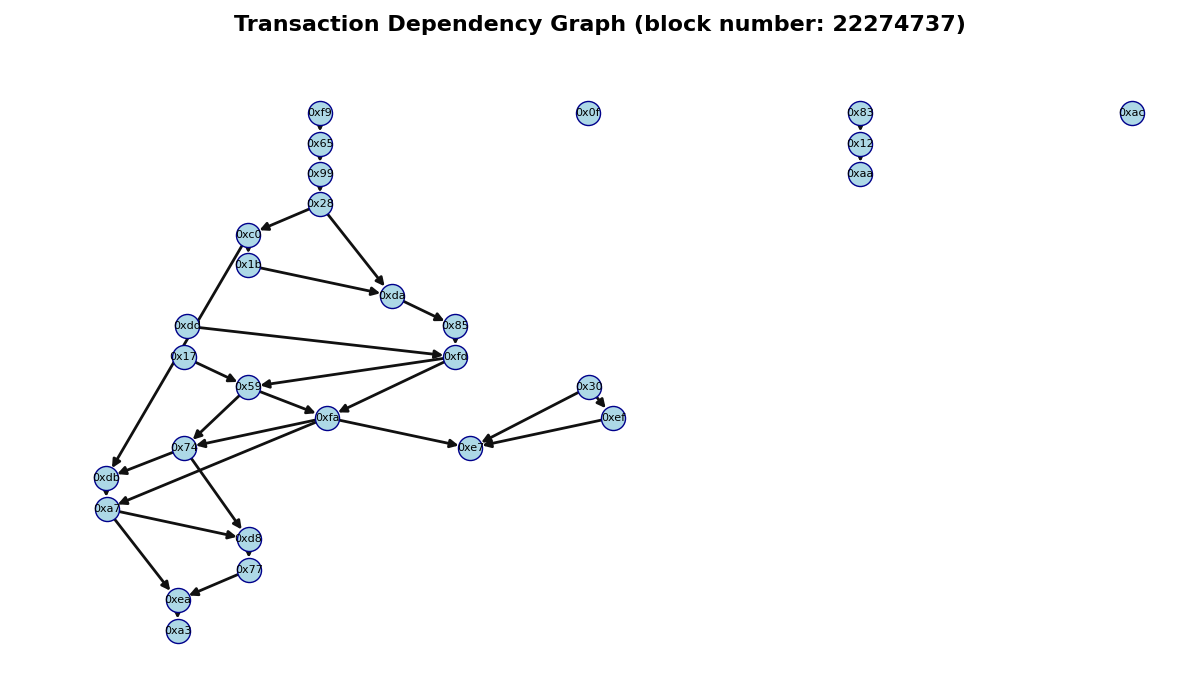 Transaction Dependency Graph (block number: 22274737)
0xf9
0x0f
0x83
0xac
0x65
0x12
0x99
0xaa
0x28
0xc0
0x1b
0xda
0xdd
0x85
0x17
0xfd
0x59
0x30
0xfa
0xef
0x74
0xe7
0xdb
0xa7
0xd8
0x77
0xea
0xa3